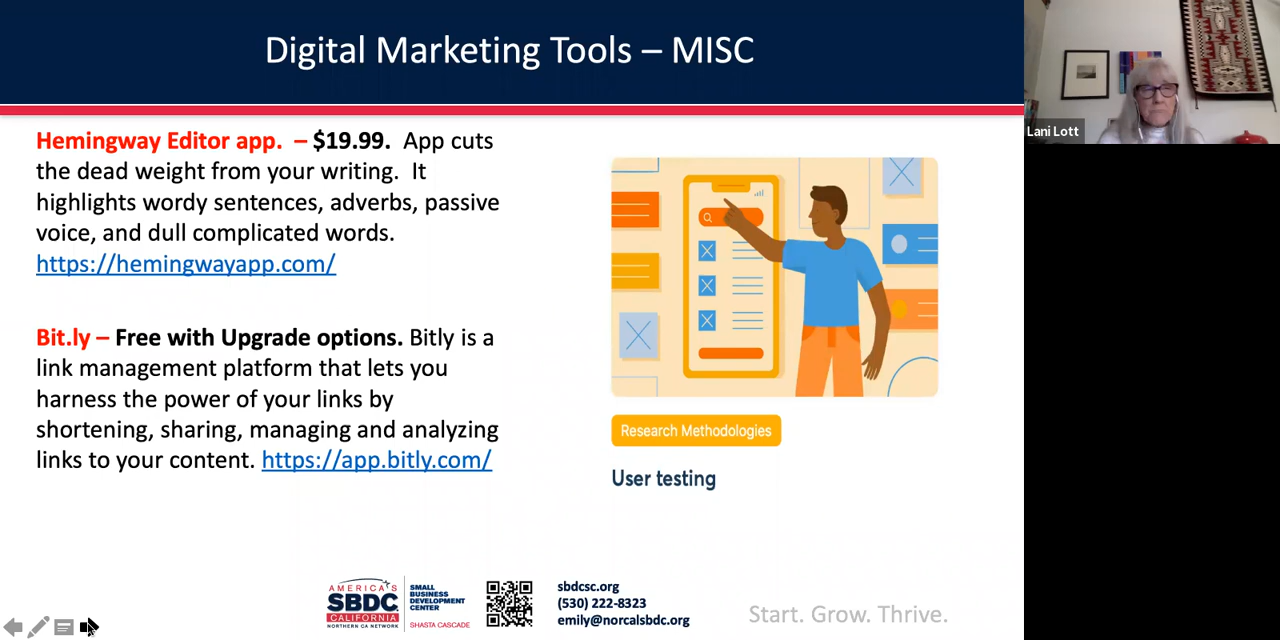 Digital Marketing Tools – MISC
Hemingway Editor app. – $19.99. App cuts
the dead weight from your writing. It
highlights wordy sentences, adverbs, passive
voice, and dull complicated words.
https://hemingwayapp.com/
Bit.ly – Free with Upgrade options. Bitly is a
link management platform that lets you
harness the power of your links by
shortening, sharing, managing and analyzing
links to your content. https://app.bitly.com/
Research Methodologies
User testing
AMERICA'S
SBDC
CALIFORNIA
NORTHERN CA NETWORK
SMALL
BUSINESS
DEVELOPMENT
CENTER
SHASTA CASCADE
sbdcsc.org
(530) 222-8323
emily@norcalsbdc.org
Start. Grow. Thrive.
Lani Lott